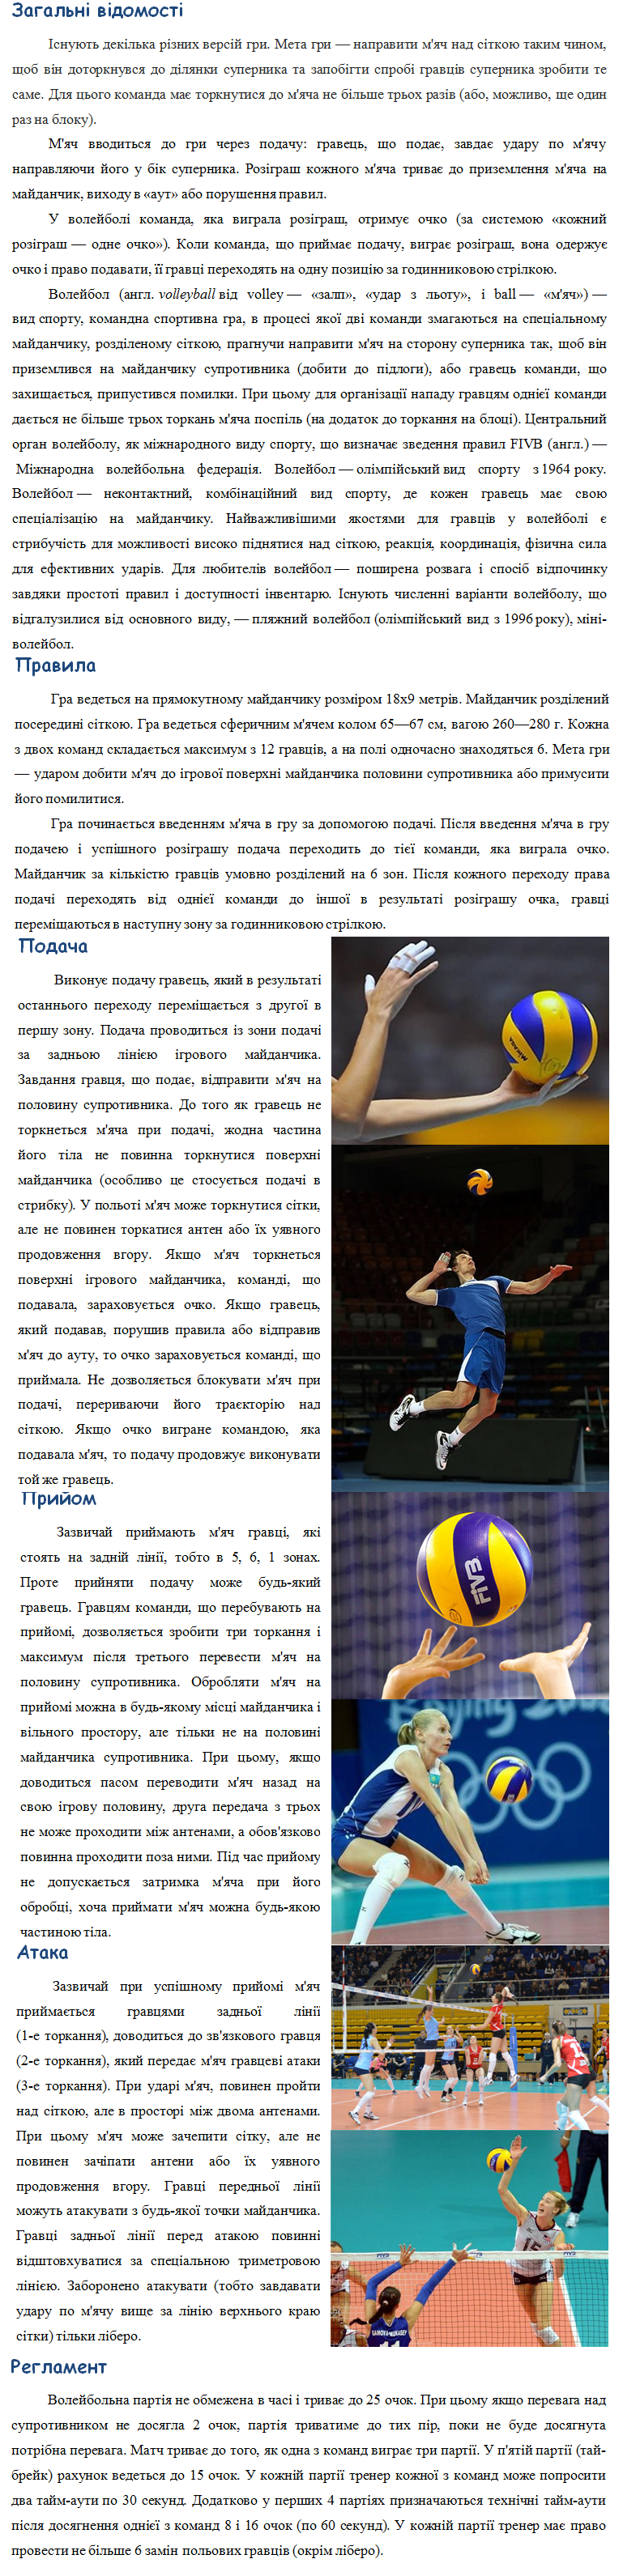 Загальні відомості
Існують декілька різних версій гри. Мета гри — направити м'яч над сіткою таким чином,
щоб він доторкнувся до ділянки суперника та запобігти спробі гравців суперника зробити те
саме. Для цього команда має торкнутися до м'яча не більше трьох разів (або, можливо, ще один
раз на блоку).
М'яч вводиться до гри через подачу: гравець, що подає, завдає удару по м'ячу
направляючи його у бік суперника. Розіграш кожного м'яча триває до приземлення м'яча на
майданчик, виходу в «аут» або порушення правил.
У волейболі команда, яка виграла розіграш, отримує очко (за системою «кожний
розіграш — одне очко»). Коли команда, що приймає подачу, виграє розіграш, вона одержує
очко і право подавати, її гравці переходять на одну позицію за годинниковою стрілкою.
Волейбол (англ. volleyball від volley — «залп», «удар з льоту», і ball — «м'яч») —
вид спорту, командна спортивна гра, в процесі якої дві команди змагаються на спеціальному
майданчику, розділеному сіткою, прагнучи направити м'яч на сторону суперника так, щоб він
приземлився на майданчику супротивника (добити до підлоги), або гравець команди, що
захищається, припустився помилки. При цьому для організації нападу гравцям однієї команди
дається не більше трьох торкань м'яча поспіль (на додаток до торкання на блоці). Центральний
орган волейболу, як міжнародного виду спорту, що визначає зведення правил FIVB (англ.) —
Міжнародна волейбольна федерація. Волейбол — олімпійський вид спорту з 1964 року.
Волейбол — неконтактний, комбінаційний вид спорту, де кожен гравець має свою
спеціалізацію на майданчику. Найважливішими якостями для гравців у волейболі є
стрибучість для можливості високо піднятися над сіткою, реакція, координація, фізична сила
для ефективних ударів. Для любителів волейбол — поширена розвага і спосіб відпочинку
завдяки простоті правил і доступності інвентарю. Існують численні варіанти волейболу, що
відгалузилися від основного виду, — пляжний волейбол (олімпійський вид з 1996 року), міні-
волейбол.
Правила
Гра ведеться на прямокутному майданчику розміром 18х9 метрів. Майданчик розділений
посередині сіткою. Гра ведеться сферичним м'ячем колом 65—67 см, вагою 260—280 г. Кожна
з двох команд складається максимум з 12 гравців, а на полі одночасно знаходяться 6. Мета гри
— ударом добити м'яч до ігрової поверхні майданчика половини супротивника або примусити
його помилитися.
Гра починається введенням м'яча в гру за допомогою подачі. Після введення м'яча в гру
подачею і успішного розіграшу подача переходить до тієї команди, яка виграла очко.
Майданчик за кількістю гравців умовно розділений на 6 зон. Після кожного переходу права
подачі переходять від однієї команди до іншої в результаті розіграшу очка, гравці
переміщаються в наступну зону за годинниковою стрілкою.
Подача
Виконує подачу гравець, який в результаті
останнього переходу переміщається з другої в
першу зону. Подача проводиться із зони подачі
за задньою лінією ігрового майданчика.
Завдання гравця, що подає, відправити м'яч на
половину супротивника. До того як гравець не
торкнеться м'яча при подачі, жодна частина
його тіла не повинна торкнутися поверхні
майданчика (особливо це стосується подачі в
стрибку). У польоті м'яч може торкнутися сітки,
але не повинен торкатися антен або їх уявного
продовження вгору. Якщо м'яч торкнеться
поверхні ігрового майданчика, команді, що
подавала, зараховується очко. Якщо гравець,
який подавав, порушив правила або відправив
м'яч до ауту, то очко зараховується команді, що
приймала. Не дозволяється блокувати м'яч при
подачі, перериваючи його траєкторію над
сіткою. Якщо очко вигране командою, яка
подавала м'яч, то подачу продовжує виконувати
той же гравець.
Прийом
Зазвичай приймають м'яч гравці, які
стоять на задній лінії, тобто в 5, 6, 1 зонах.
Проте прийняти подачу може будь-який
гравець. Гравцям команди, що перебувають на
прийомі, дозволяється зробити три торкання і
максимум після третього перевести м'яч на
половину супротивника. Обробляти м'яч на
прийомі можна в будь-якому місці майданчика і
вільного простору, але тільки не на половині
майданчика супротивника. При цьому, якщо
доводиться пасом переводити м'яч назад на
свою ігрову половину, друга передача з трьох
не може проходити між антенами, а обов'язково
повинна проходити поза ними. Під час прийому
не допускається затримка м'яча при його
обробці, хоча приймати м'яч можна будь-якою
частиною тіла.
FIVB
Атака
Зазвичай при успішному прийомі м'яч
приймається гравцями задньої лінії
(1-е торкання), доводиться до зв'язкового гравця
(2-е торкання), який передає м'яч гравцеві атаки
(3-е торкання). При ударі м'яч, повинен пройти
над сіткою, але в просторі між двома антенами.
При цьому м'яч може зачепити сітку, але не
повинен зачіпати антени або їх уявного
продовження вгору. Гравці передньої лінії
можуть атакувати з будь-якої точки майданчика.
Гравці задньої лінії перед атакою повинні
відштовхуватися за спеціальною триметровою
лінією. Заборонено атакувати (тобто завдавати
удару по м'ячу вище за лінію верхнього краю
сітки) тільки ліберо.
Регламент
Волейбольна партія не обмежена в часі і триває до 25 очок. При цьому якщо перевага над
супротивником не досягла 2 очок, партія триватиме до тих пір, поки не буде досягнута
потрібна перевага. Матч триває до того, як одна з команд виграє три партії. У п'ятій партії (тай-
брейк) рахунок ведеться до 15 очок. У кожній партії тренер кожної з команд може попросити
два тайм-аути по 30 секунд. Додатково у перших 4 партіях призначаються технічні тайм-аути
після досягнення однієї з команд 8 і 16 очок (по 60 секунд). У кожній партії тренер має право
провести не більше 6 замін польових гравців (окрім ліберо).